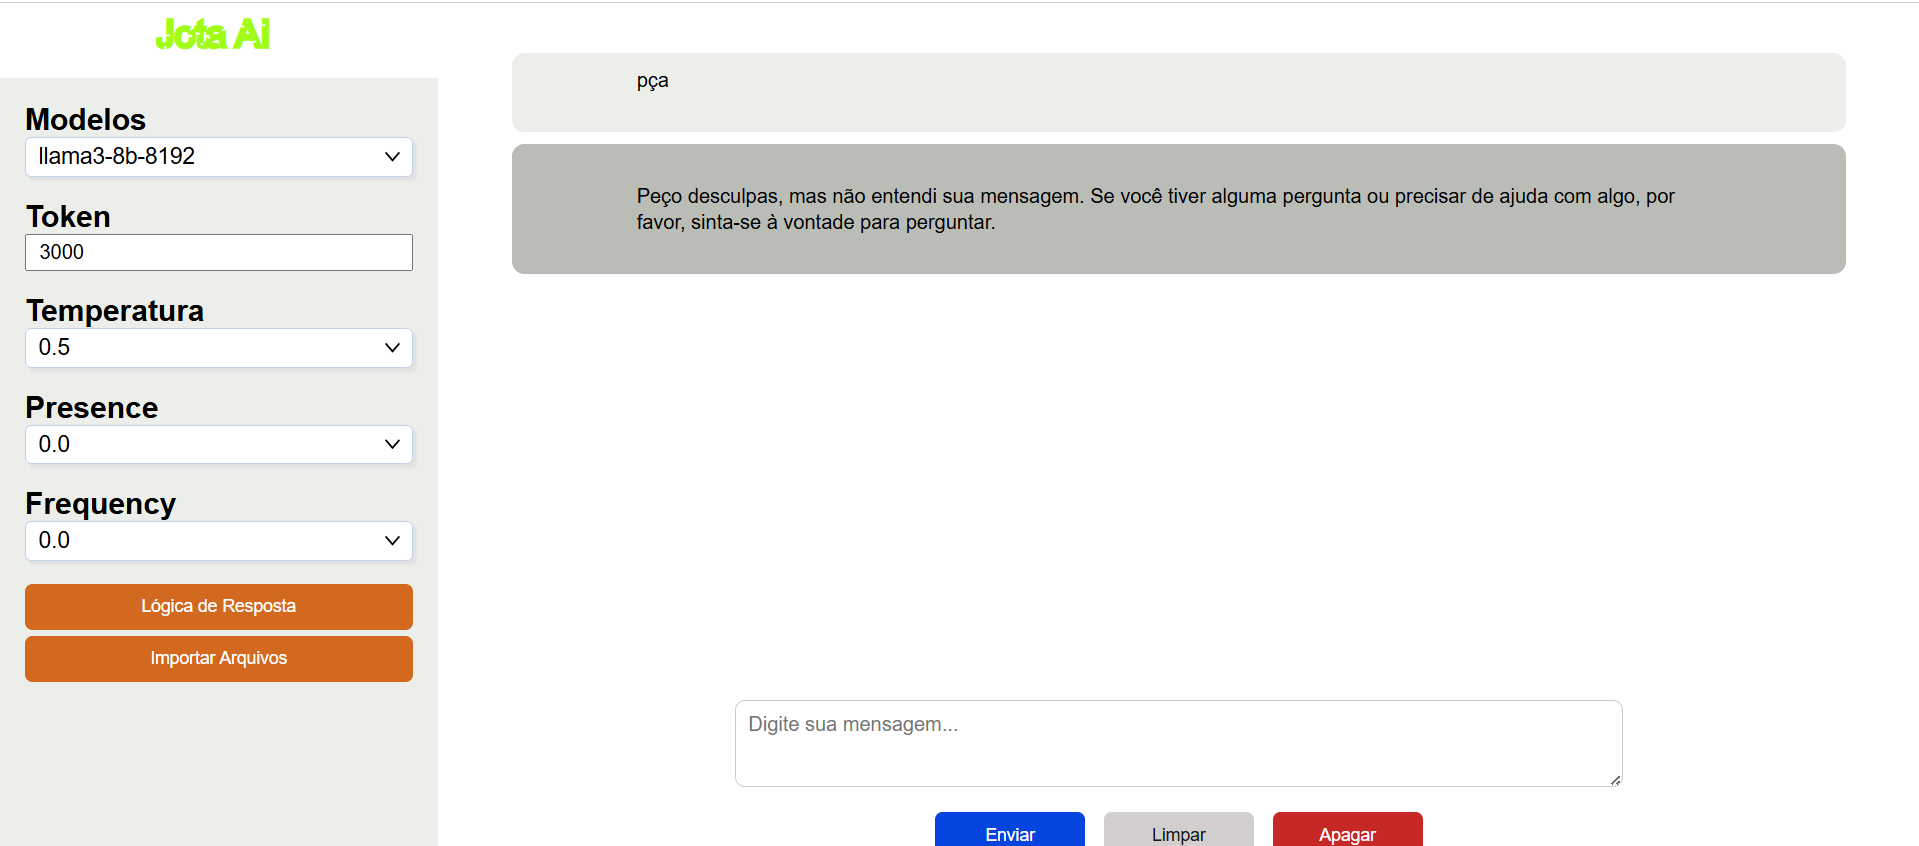 Jota Ai
Modelos
llama3-8b-8192
Token
3000
Temperatura
0.5
Presence
0.0
Frequency
0.0
Lógica de Resposta
Importar Arquivos
pça
Peço desculpas, mas não entendi sua mensagem. Se você tiver alguma pergunta ou precisar de ajuda com algo, por
favor, sinta-se à vontade para perguntar.
Digite sua mensagem...
Enviar
Limpar
Apagar